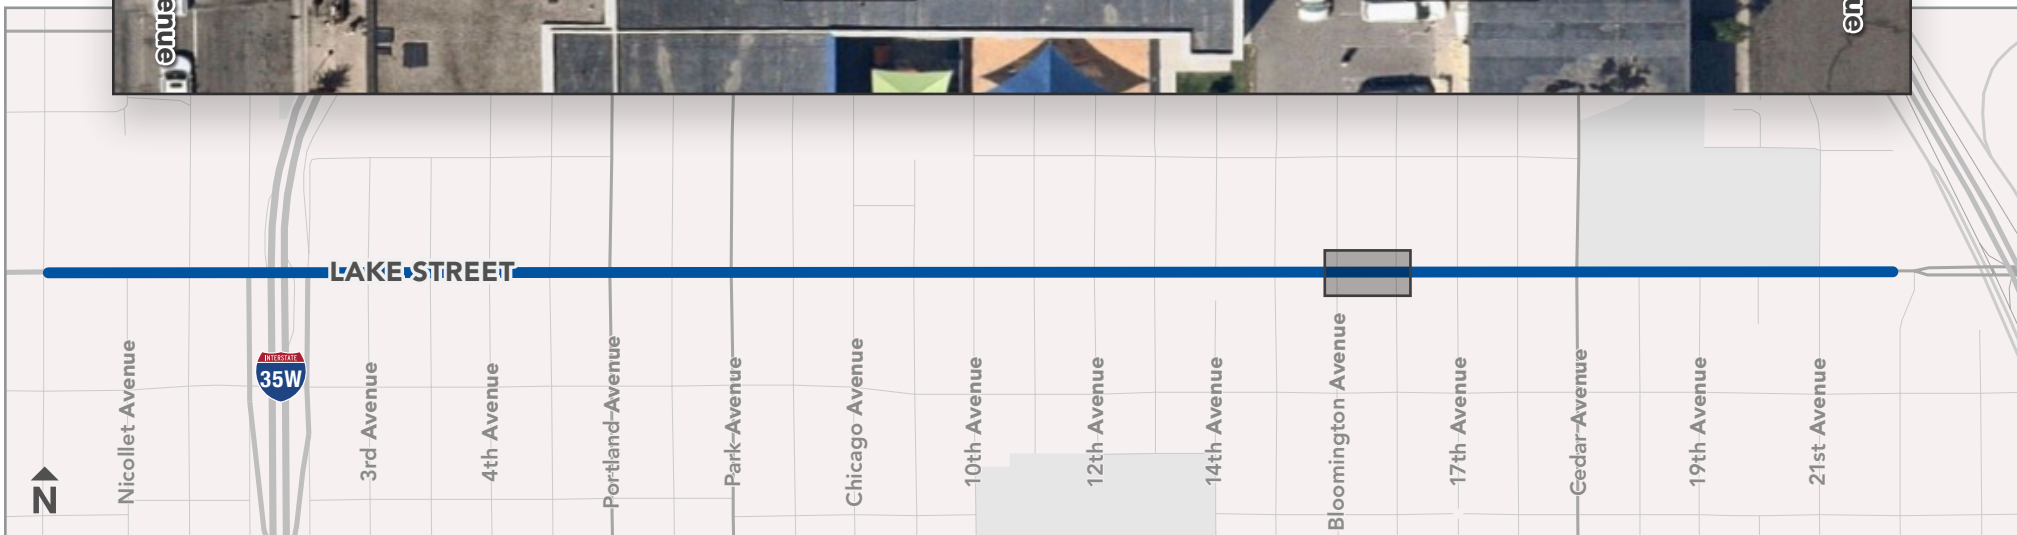 LAKE STREET
INTERSTATE
35W
Nicollet Avenue
3rd Avenue
4th Avenue
Portland Avenue
Park Avenue
Chicago Avenue
10th Avenue
12th Avenue
14th Avenue
Bloomington Avenue
17th Avenue
Cedar Avenue
19th Avenue
21st Avenue
N